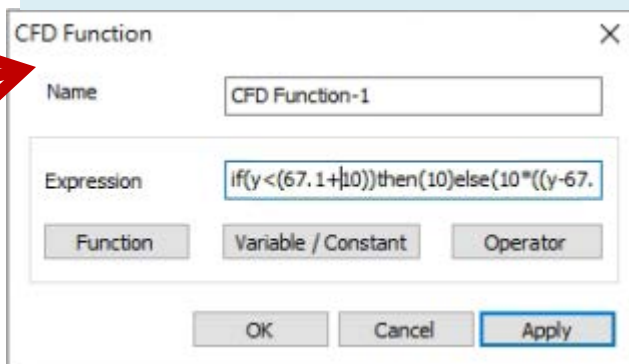 CFD Function
Name
CFD Function-1
Expression
if(y<(67.1+10))then(10)else(10*((y-67.
Function Variable / Constant Operator
OK Cancel Apply